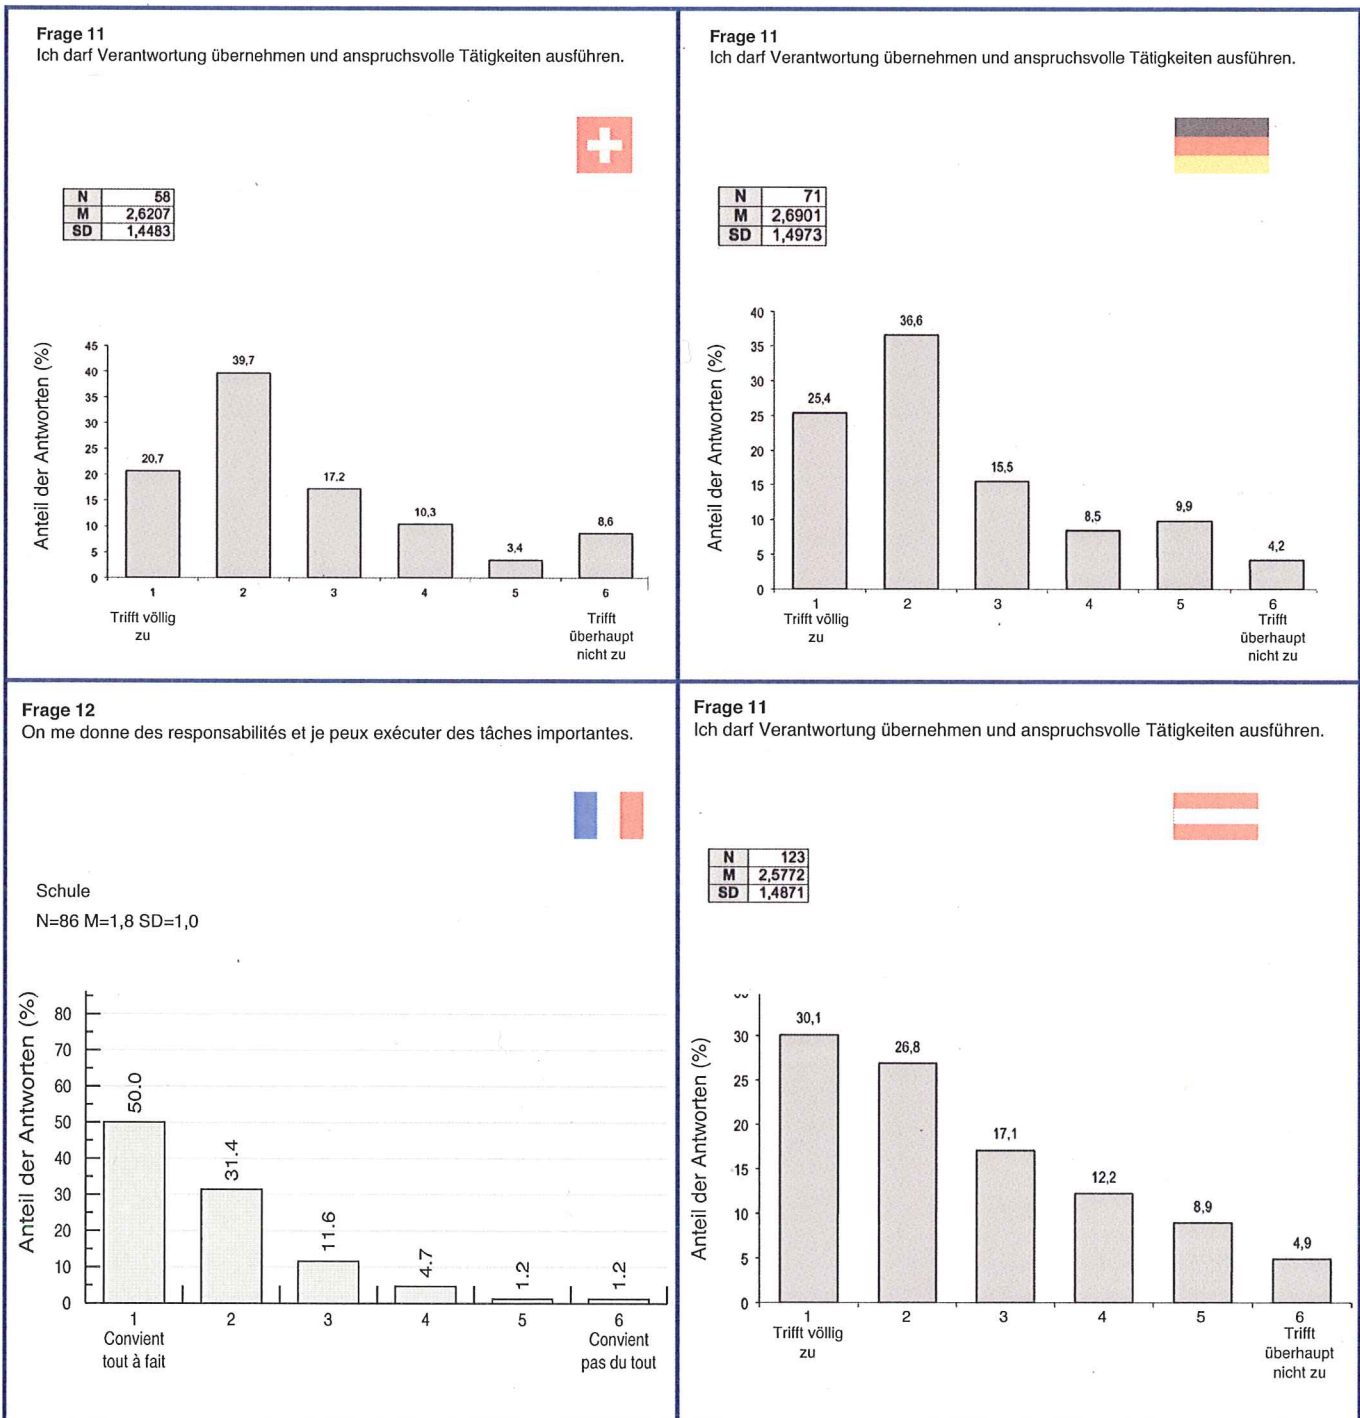 Frage 11
Ich darf Verantwortung übernehmen und anspruchsvolle Tätigkeiten ausführen.
N 58
M 2,6207
SD 1,4483
Anteil der Antworten (%)
45
40
35
30
25
20
15
10
5
0
20,7
39,7
17.2
10,3
3,4
8,6
1 2 3 4 5 6
Trifft völlig
zu
Trifft
überhaupt
nicht zu
Frage 11
Ich darf Verantwortung übernehmen und anspruchsvolle Tätigkeiten ausführen.
N 71
M 2,6901
SD 1,4973
Anteil der Antworten (%)
40
35
30
25
20
15
10
5
0
25,4
36,6
15,5
8,5
9,9
4,2
1 2 3 4 5 6
Trifft völlig
zu
Trifft
überhaupt
nicht zu
Frage 12
On me donne des responsabilités et je peux exécuter des tâches importantes.
Schule
N=86 M=1,8 SD=1,0
Anteil der Antworten (%)
80
70
60
50
40
30
20
10
0
50.0
31.4
11.6
4.7
1.2
1.2
1 2 3 4 5 6
Convient
tout à fait
Convient
pas du tout
Frage 11
Ich darf Verantwortung übernehmen und anspruchsvolle Tätigkeiten ausführen.
N 123
M 2,5772
SD 1,4871
Anteil der Antworten (%)
30
25
20
15
10
5
0
30,1
26,8
17,1
12,2
8,9
4,9
1 2 3 4 5 6
Trifft völlig
zu
Trifft
überhaupt
nicht zu